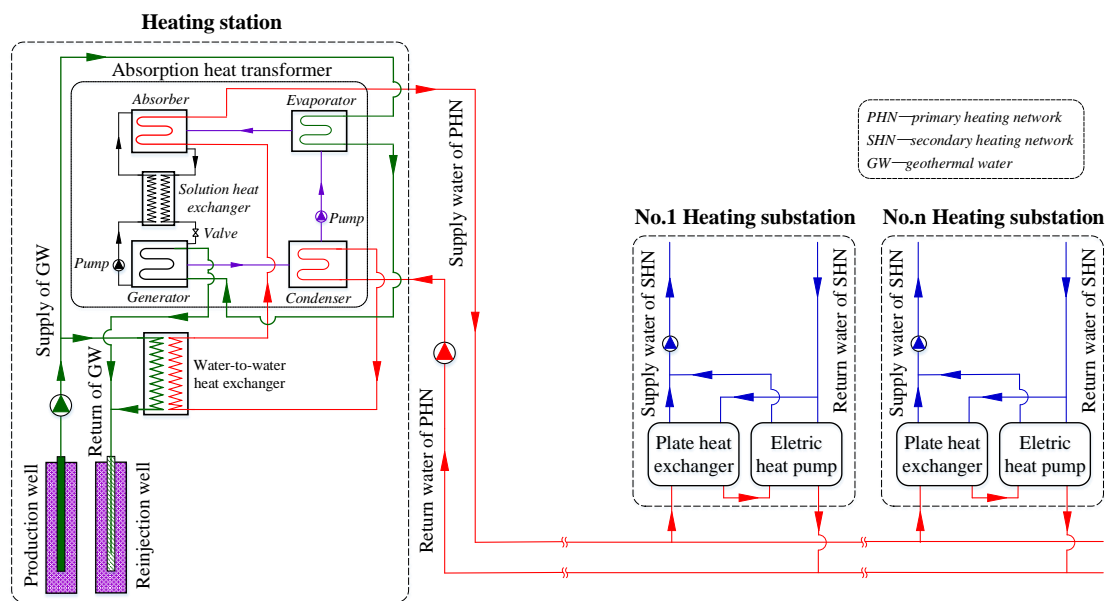 Heating station
Absorption heat transformer
Absorber
Evaporator
Solution heat
exchanger
Pump
Valve
Pump
Generator
Condenser
Supply of GW
Return of GW
Water-to-water
heat exchanger
Production well
Reinjection well
Supply water of PHN
Return water of PHN
PHN—primary heating network
SHN—secondary heating network
GW—geothermal water
No.1 Heating substation
Supply water of SHN
Return water of SHN
Plate heat
exchanger
Eletric
heat pump
No.n Heating substation
Supply water of SHN
Return water of SHN
Plate heat
exchanger
Eletric
heat pump